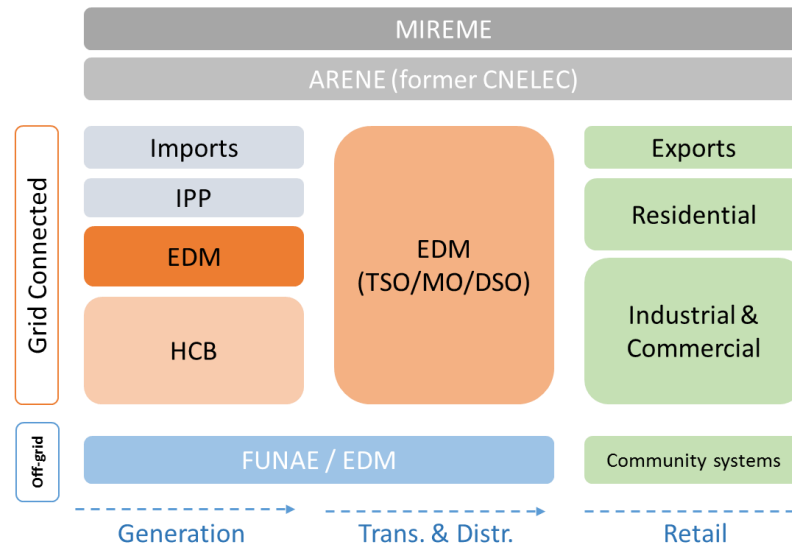 MIREME
ARENE (former CNELEC)
Grid Connected
Imports
IPP
EDM
HCB
EDM
(TSO/MO/DSO)
Exports
Residential
Industrial &
Commercial
Off-grid
FUNAE / EDM
Community systems
Generation
Trans. & Distr.
Retail